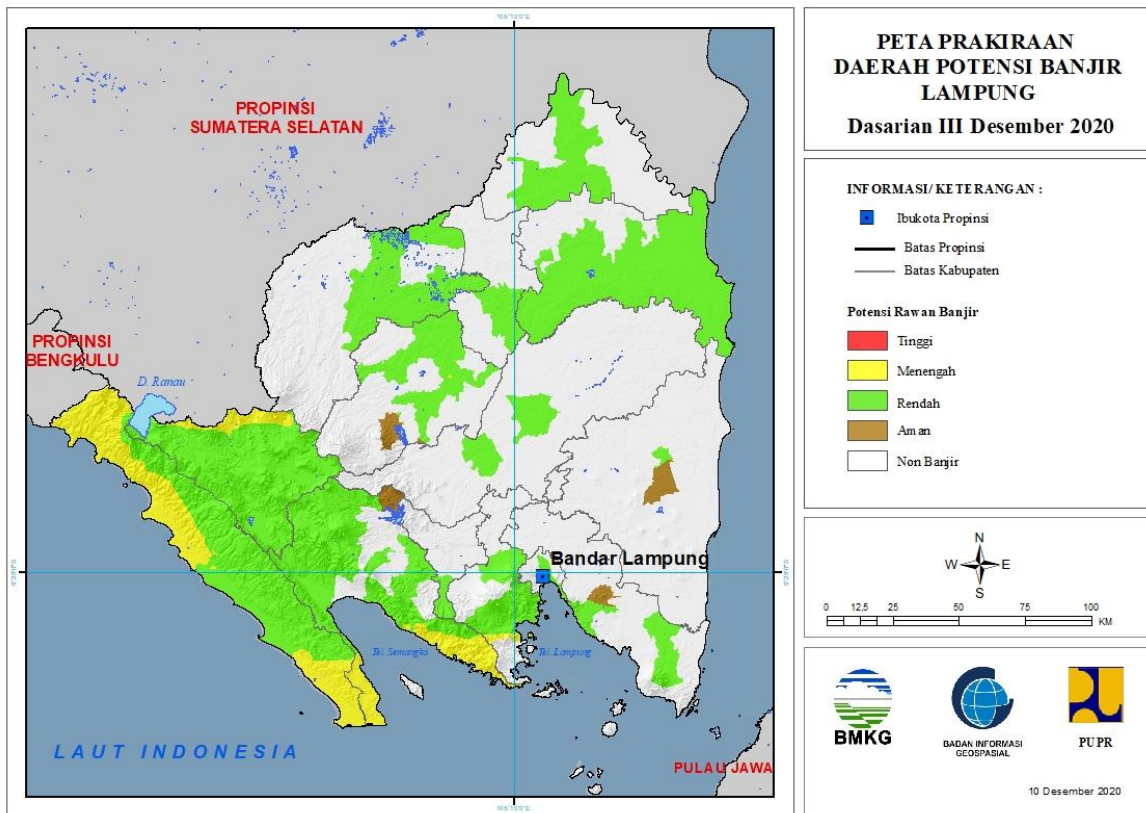 PETA PRAKIRAAN
DAERAH POTENSI BANJIR
LAMPUNG
Dasarian III Desember 2020
INFORMASI/ KETERANGAN :
Ibukota Propinsi
Batas Propinsi
Batas Kabupaten
Potensi Rawan Banjir
Tinggi
Menengah
Rendah
Aman
Non Banjir
N
W E
S
0 12,5 25 50 75 100
KM
BMKG
BADAN INFORMASI
GEOSPASIAL
PU PR
10 Desember 2020
PROPINSI
SUMATERA SELATAN
PROPINSI
BENGKULU
D. Ranau
Bandar Lampung
Tel. Semangka
Tel. Lampung
LAUT INDONESIA
PULAU JAWA